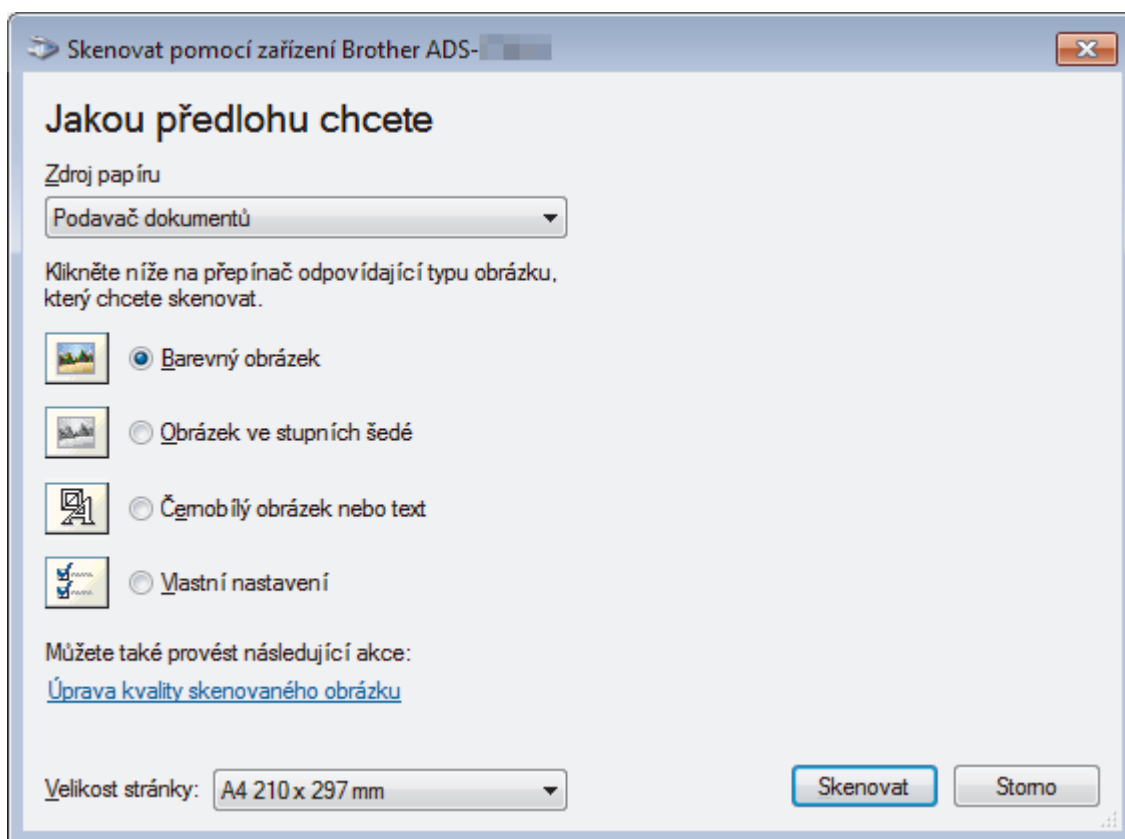 Skenovat pomocí zařízení Brother ADS-
Jakou předlohu chcete
Zdroj papíru
Podavač dokumentů
Klikněte níže na přepínač odpovídající typu obrázku,
který chcete skenovat.
Barevný obrázek
Obrázek ve stupních šedé
Černobílý obrázek nebo text
Vlastní nastavení
Můžete také provést následující akce:
Úprava kvality skenovaného obrázku
Velikost stránky: A4 210 x 297 mm
Skenovat Storno